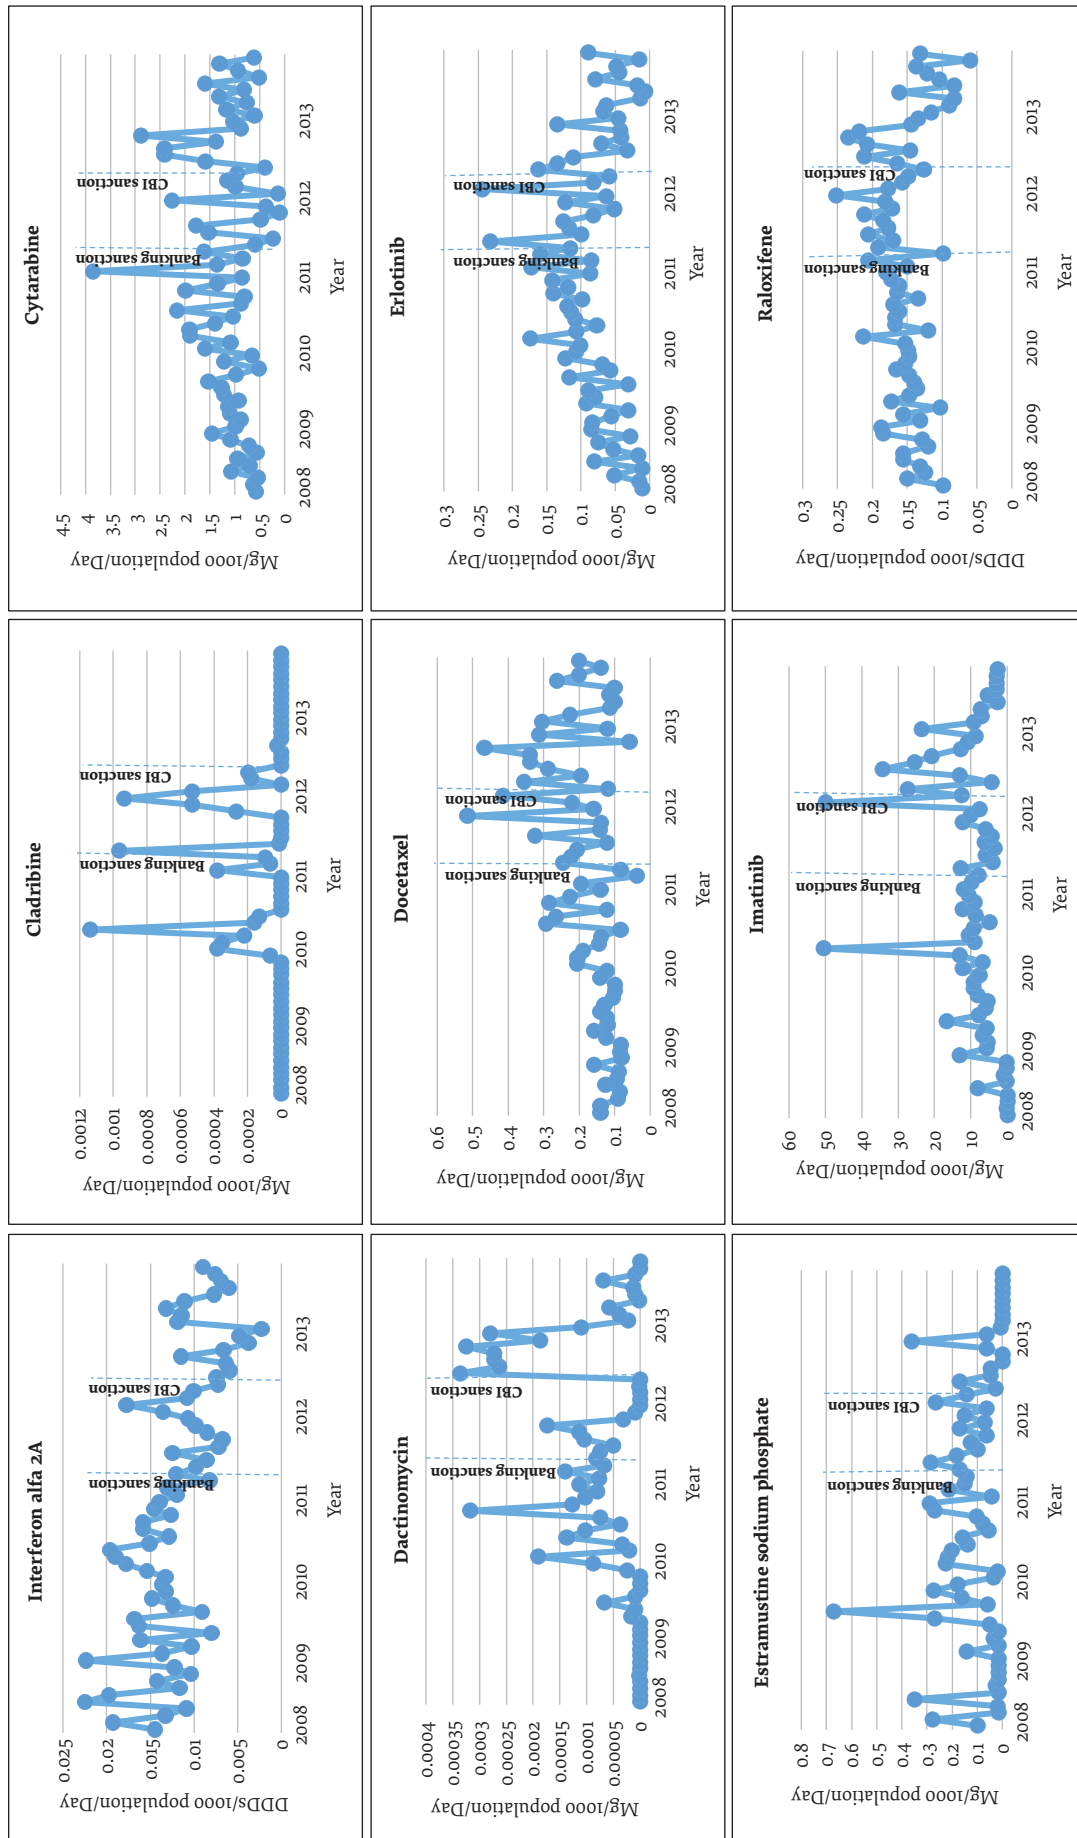 Interferon alfa 2A
DDDs/1000 population/Day
0.025
0.02
0.015
0.01
0.005
0
Banking sanction
CBI sanction
2008 2009 2010 2011 2012 2013
Year
Cladribine
Mg/1000 population/Day
0.0012
0.001
0.0008
0.0006
0.0004
0.0002
0
Banking sanction
CBI sanction
2008 2009 2010 2011 2012 2013
Year
Cytarabine
Mg/1000 population/Day
4.5
4
3.5
3
2.5
2
1.5
1
0.5
0
Banking sanction
CBI sanction
2008 2009 2010 2011 2012 2013
Year
Dactinomycin
Mg/1000 population/Day
0.0004
0.00035
0.0003
0.00025
0.0002
0.00015
0.0001
0.00005
0
Banking sanction
CBI sanction
2008 2009 2010 2011 2012 2013
Year
Docetaxel
Mg/1000 population/Day
0.6
0.5
0.4
0.3
0.2
0.1
0
Banking sanction
CBI sanction
2008 2009 2010 2011 2012 2013
Year
Erlotinib
Mg/1000 population/Day
0.3
0.25
0.2
0.15
0.1
0.05
0
Banking sanction
CBI sanction
2008 2009 2010 2011 2012 2013
Year
Estramustine sodium phosphate
Mg/1000 population/Day
0.8
0.7
0.6
0.5
0.4
0.3
0.2
0.1
0
Banking sanction
CBI sanction
2008 2009 2010 2011 2012 2013
Year
Imatinib
Mg/1000 population/Day
60
50
40
30
20
10
0
Banking sanction
CBI sanction
2008 2009 2010 2011 2012 2013
Year
Raloxifene
DDDs/1000 population/Day
0.3
0.25
0.2
0.15
0.1
0.05
0
Banking sanction
CBI sanction
2008 2009 2010 2011 2012 2013
Year